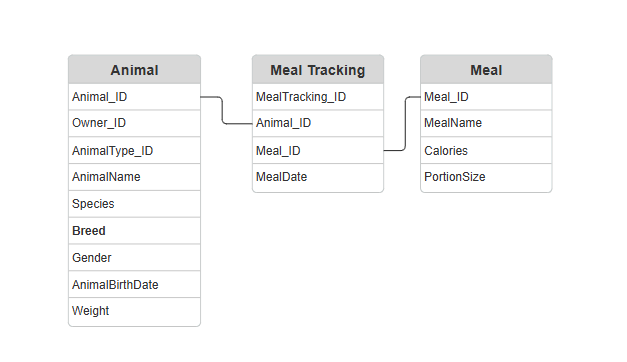 Animal
Animal_ID
Owner_ID
AnimalType_ID
AnimalName
Species
Breed
Gender
AnimalBirthDate
Weight
Meal Tracking
MealTracking_ID
Animal_ID
Meal_ID
MealDate
Meal
Meal_ID
MealName
Calories
PortionSize